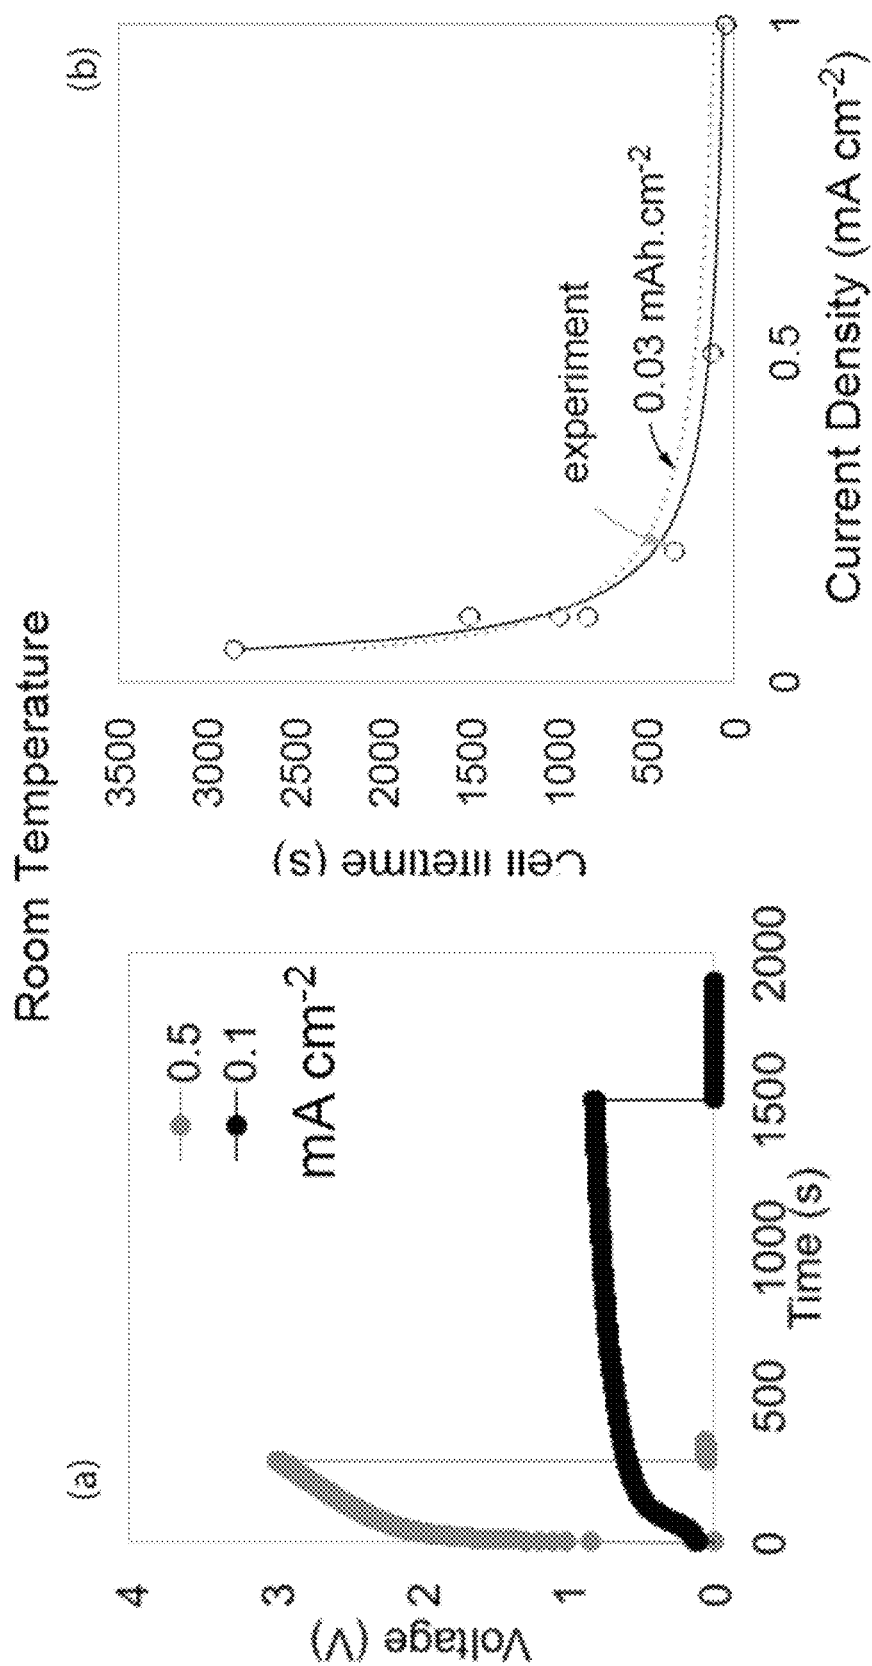 Room Temperature
(a)
4
3
2
1
0
Voltage (V)
0.5
0.1
mA cm-2
0
500
1000
1500
2000
Time (s)
(b)
3500
3000
2500
2000
1500
1000
500
0
Cell lifetime (s)
experiment
0.03 mAh.cm-2
0
0.5
1
Current Density (mA cm-2)